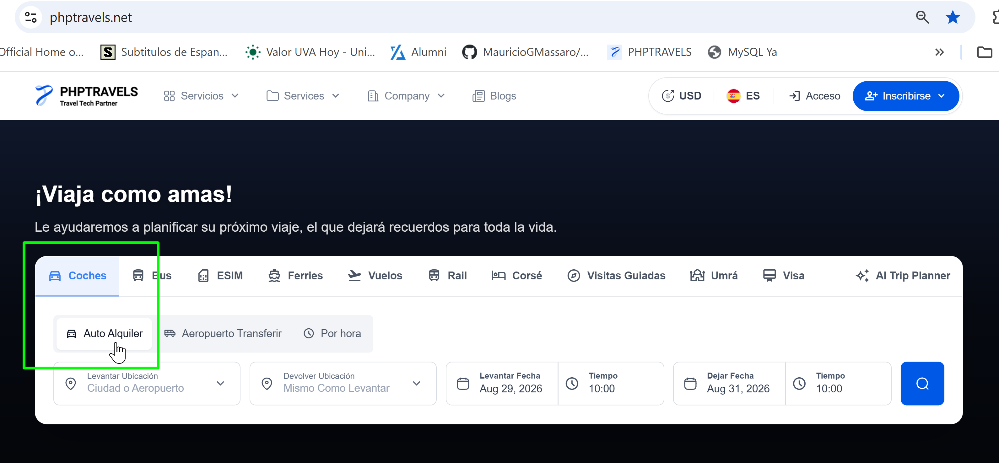 phptravels.net
Official Home o...
Subtitulos de Espan...
Valor UVA Hoy - Uni...
Alumni
MauricioGMassaro/...
PHPTRAVELS
MySQL Ya
PHPTRAVELS
Travel Tech Partner
Servicios
Services
Company
Blogs
USD
ES
Acceso
Inscribirse
¡Viaja como amas!
Le ayudaremos a planificar su próximo viaje, el que dejará recuerdos para toda la vida.
Coches
Bus
ESIM
Ferries
Vuelos
Rail
Corsé
Visitas Guiadas
Umrá
Visa
AI Trip Planner
Auto Alquiler
Aeropuerto Transferir
Por hora
Levantar Ubicación
Ciudad o Aeropuerto
Devolver Ubicación
Mismo Como Levantar
Levantar Fecha
Aug 29, 2026
Tiempo
10:00
Dejar Fecha
Aug 31, 2026
Tiempo
10:00